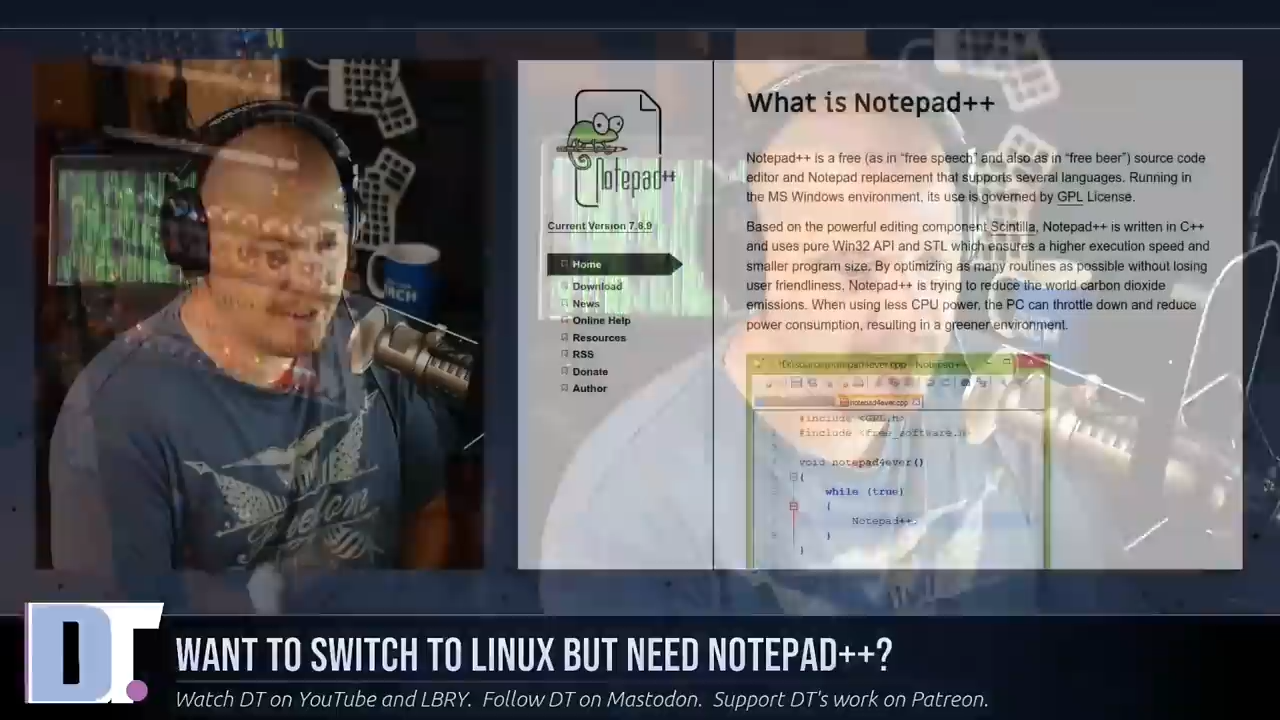 What is Notepad++
Notepad++
Notepad++ is a free (as in “free speech” and also as in “free beer”) source code
editor and Notepad replacement that supports several languages. Running in
the MS Windows environment, its use is governed by GPL License.
Current Version 7.6.9
Based on the powerful editing component Scintilla, Notepad++ is written in C++
and uses pure Win32 API and STL which ensures a higher execution speed and
smaller program size. By optimizing as many routines as possible without losing
user friendliness, Notepad++ is trying to reduce the world carbon dioxide
emissions. When using less CPU power, the PC can throttle down and reduce
power consumption, resulting in a greener environment.
Home
Download
News
Online Help
Resources
RSS
Donate
Author
notepad4ever.cpp
#include <GPL.h>
#include <free_software.h>
void notepad4ever()
{
while (true)
{
Notepad++;
}
}
DT.
WANT TO SWITCH TO LINUX BUT NEED NOTEPAD++?
Watch DT on YouTube and LBRY. Follow DT on Mastodon. Support DT's work on Patreon.